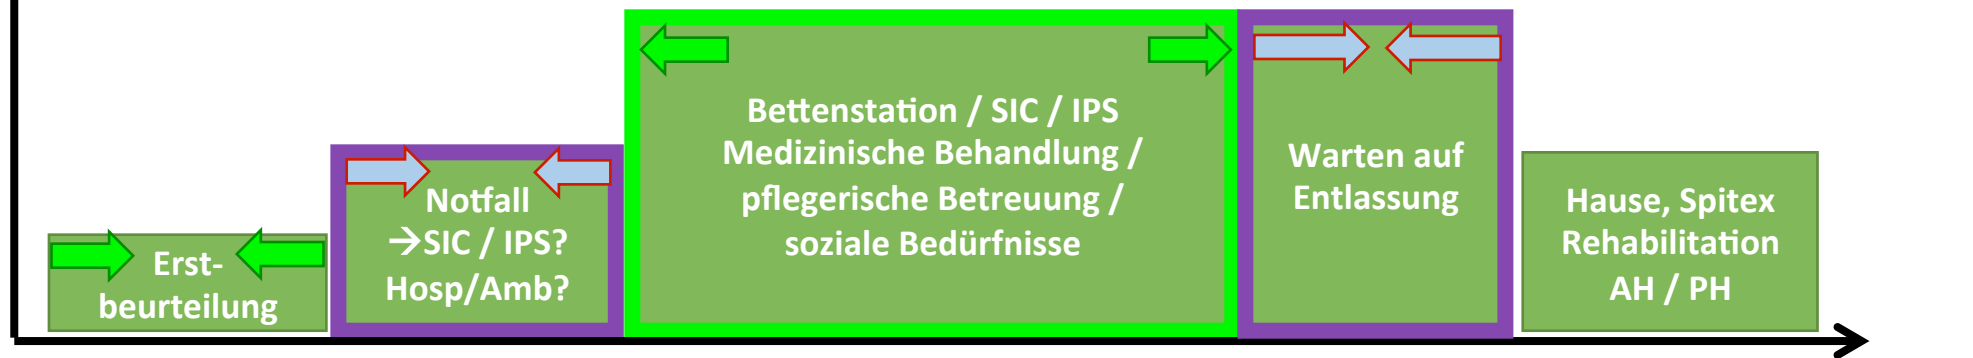 Erst-
beurteilung
Notfall
→SIC / IPS?
Hosp/Amb?
Bettenstation / SIC / IPS
Medizinische Behandlung /
pflegerische Betreuung /
soziale Bedürfnisse
Warten auf
Entlassung
Hause, Spitex
Rehabilitation
AH / PH